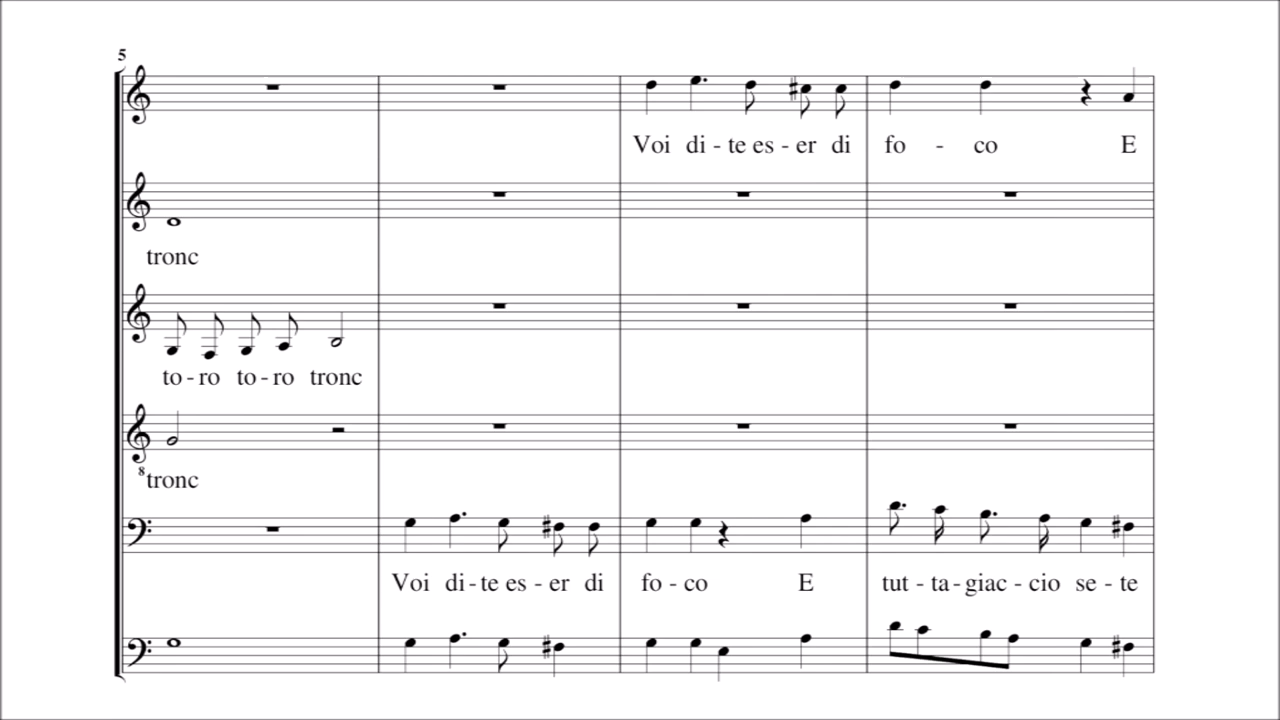 5
Voi di - te es - er di fo - co E
tronc
to - ro to - ro tronc
8
tronc
Voi di - te es - er di fo - co E tut - ta - giac - cio se - te